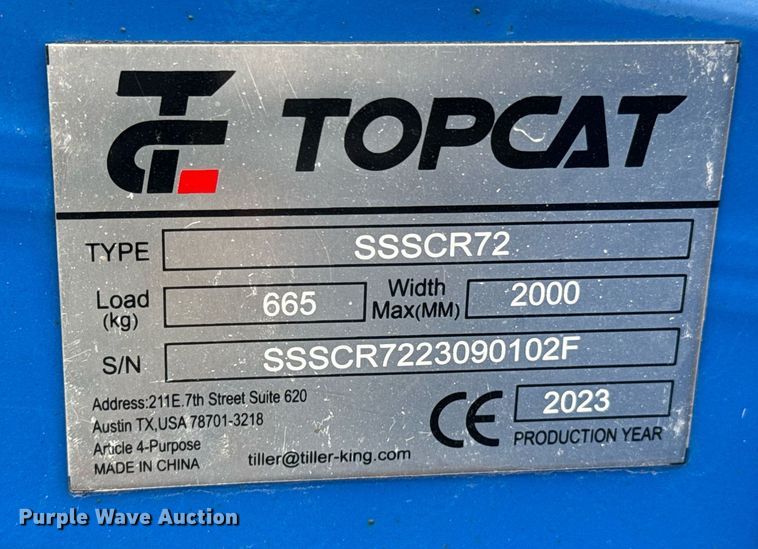 TC TOPCAT
TYPE SSSCR72
Load (kg) 665 Width Max(MM) 2000
S/N SSSCR7223090102F
Address:211E.7th Street Suite 620
Austin TX,USA 78701-3218
Article 4-Purpose
MADE IN CHINA
tiller@tiller-king.com
CE 2023
PRODUCTION YEAR
Purple Wave Auction